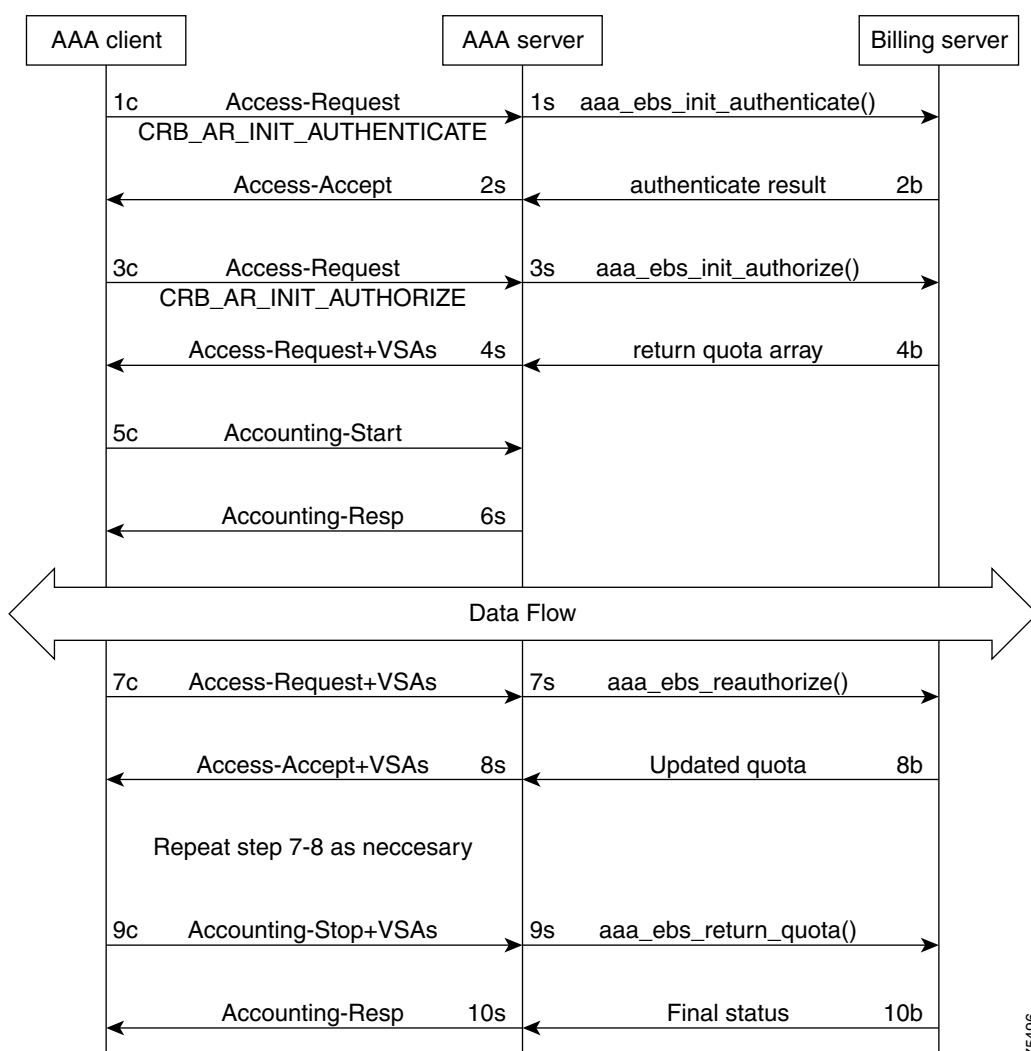 AAA client
AAA server
Billing server
1c Access-Request 1s aaa_ebs_init_authenticate()
CRB_AR_INIT_AUTHENTICATE
Access-Accept 2s authenticate result 2b
3c Access-Request 3s aaa_ebs_init_authorize()
CRB_AR_INIT_AUTHORIZE
Access-Request+VSAs 4s return quota array 4b
5c Accounting-Start
Accounting-Resp 6s
Data Flow
7c Access-Request+VSAs 7s aaa_ebs_reauthorize()
Access-Accept+VSAs 8s Updated quota 8b
Repeat step 7-8 as neccesary
9c Accounting-Stop+VSAs 9s aaa_ebs_return_quota()
Accounting-Resp 10s Final status 10b